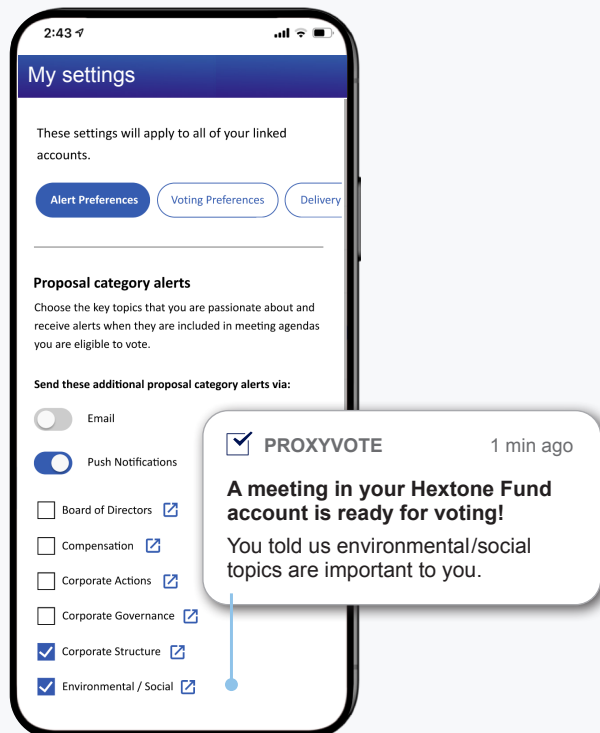 2:43
My settings
These settings will apply to all of your linked
accounts.
Alert Preferences
Voting Preferences
Delivery
Proposal category alerts
Choose the key topics that you are passionate about and
receive alerts when they are included in meeting agendas
you are eligible to vote.
Send these additional proposal category alerts via:
Email
Push Notifications
PROXYVOTE
1 min ago
A meeting in your Hextone Fund
account is ready for voting!
You told us environmental/social
topics are important to you.
Board of Directors
Compensation
Corporate Actions
Corporate Governance
Corporate Structure
Environmental / Social